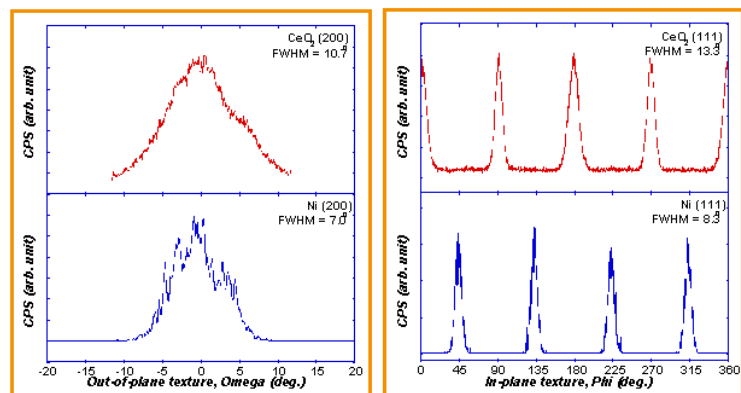 CeO2 (200)
FWHM = 10.7°
CPS (arb. unit)
Ni (200)
FWHM = 7.0°
CPS (arb. unit)
-20 -15 -10 -5 0 5 10 15 20
Out-of-plane texture, Omega (deg.)
CeO2 (111)
FWHM = 13.3°
CPS (arb. unit)
Ni (111)
FWHM = 8.3°
CPS (arb. unit)
0 45 90 135 180 225 270 315 360
In-plane texture, Phi (deg.)